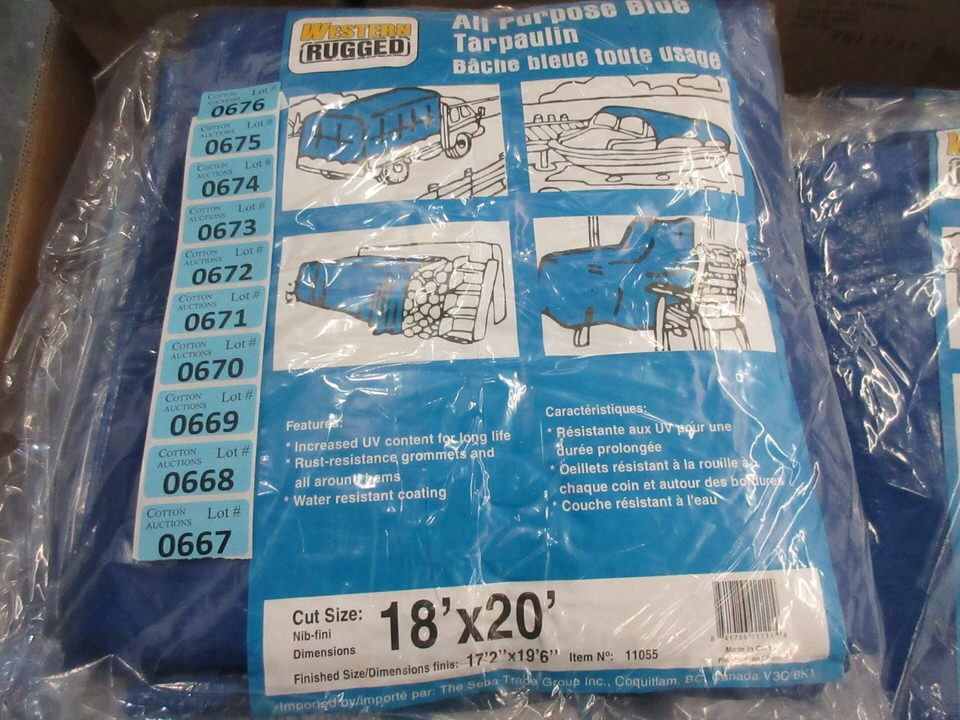 WESTERN
RUGGED
All Purpose Blue
Tarpaulin
Bâche bleue toute usage
COTTON AUCTIONS Lot #
0676
COTTON AUCTIONS Lot #
0675
COTTON AUCTIONS Lot #
0674
COTTON AUCTIONS Lot #
0673
COTTON AUCTIONS Lot #
0672
COTTON AUCTIONS Lot #
0671
COTTON AUCTIONS Lot #
0670
COTTON AUCTIONS Lot #
0669
COTTON AUCTIONS Lot #
0668
COTTON AUCTIONS Lot #
0667
Features:
* Increased UV content for long life
* Rust-resistance grommets and
all around hems
* Water resistant coating
Caractéristiques:
* Résistante aux UV pour une
durée prolongée
* Oeillets résistant à la rouille à
chaque coin et autour des bordures
* Couche résistant à l'eau
Cut Size: 18'x20'
Nib-fini
Dimensions
Finished Size/Dimensions finis: 17'2"x19'6" Item Nº: 11055
Made in
Imported by/importé par: The Seba Trade Group Inc., Coquitlam, BC, Canada V3C 6K1